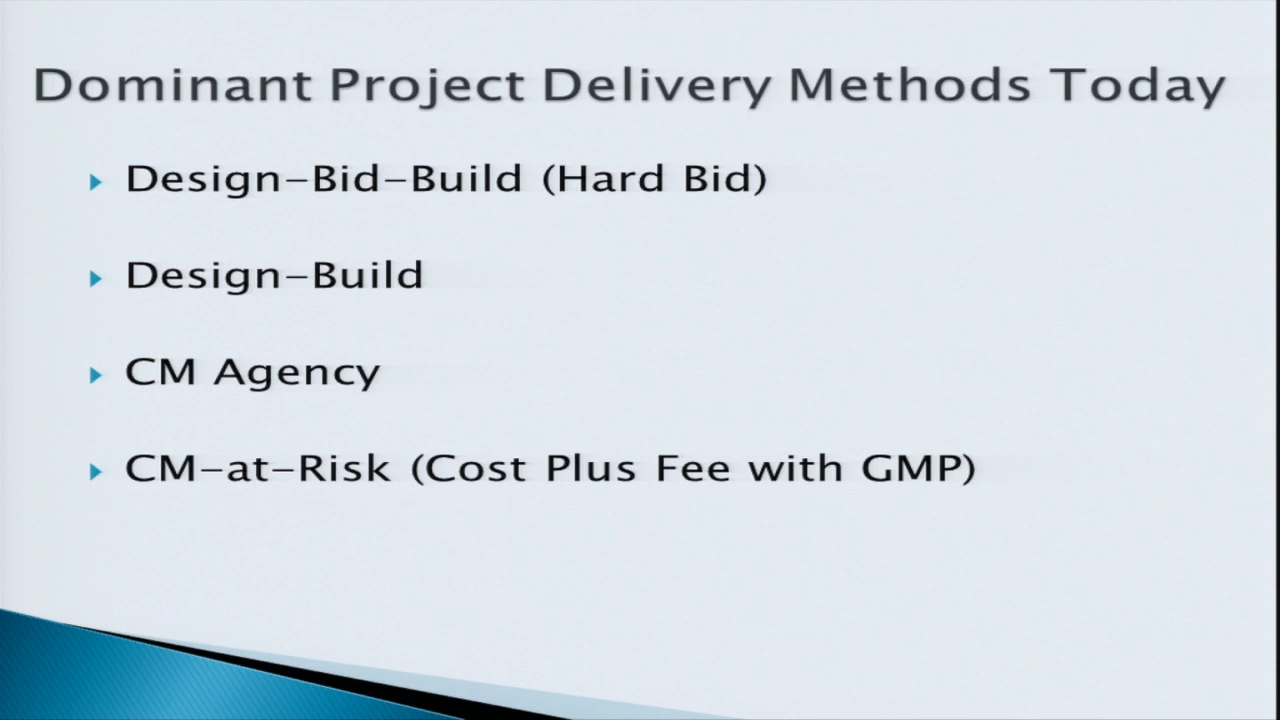 Dominant Project Delivery Methods Today
Design-Bid-Build (Hard Bid)
Design-Build
CM Agency
CM-at-Risk (Cost Plus Fee with GMP)